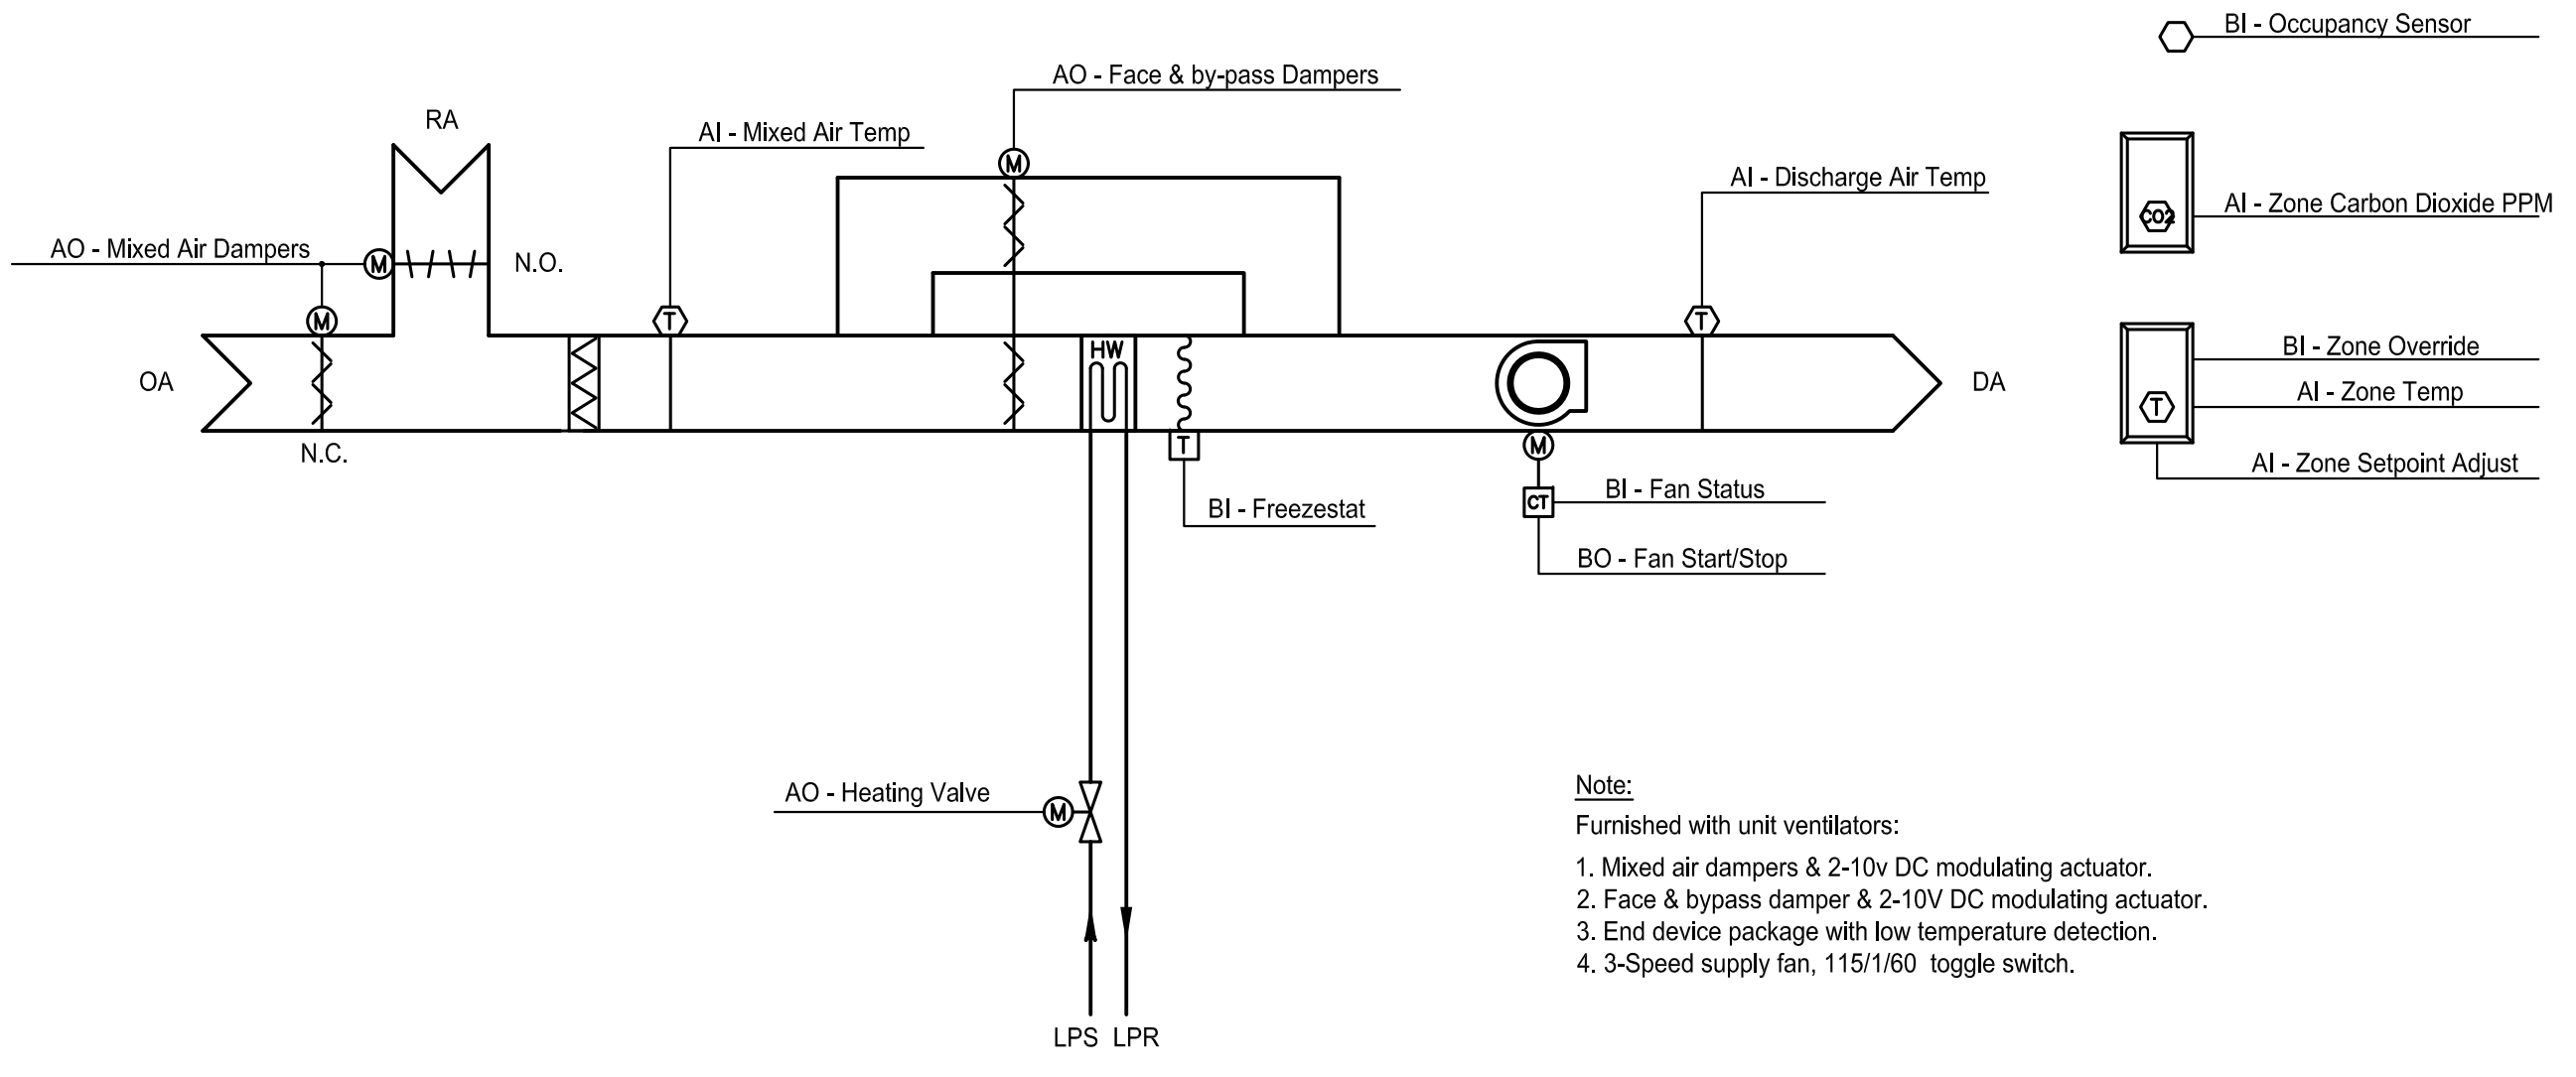 BI - Occupancy Sensor
AO - Face & by-pass Dampers
RA
AI - Mixed Air Temp
M
AI - Discharge Air Temp
CO2
AI - Zone Carbon Dioxide PPM
AO - Mixed Air Dampers
M
N.O.
M
T
T
HW
BI - Zone Override
OA
DA
AI - Zone Temp
T
N.C.
T
M
AI - Zone Setpoint Adjust
BI - Freezestat
CT
BI - Fan Status
BO - Fan Start/Stop
AO - Heating Valve
M
Note:
Furnished with unit ventilators:
1. Mixed air dampers & 2-10v DC modulating actuator.
2. Face & bypass damper & 2-10V DC modulating actuator.
3. End device package with low temperature detection.
4. 3-Speed supply fan, 115/1/60 toggle switch.
LPS
LPR